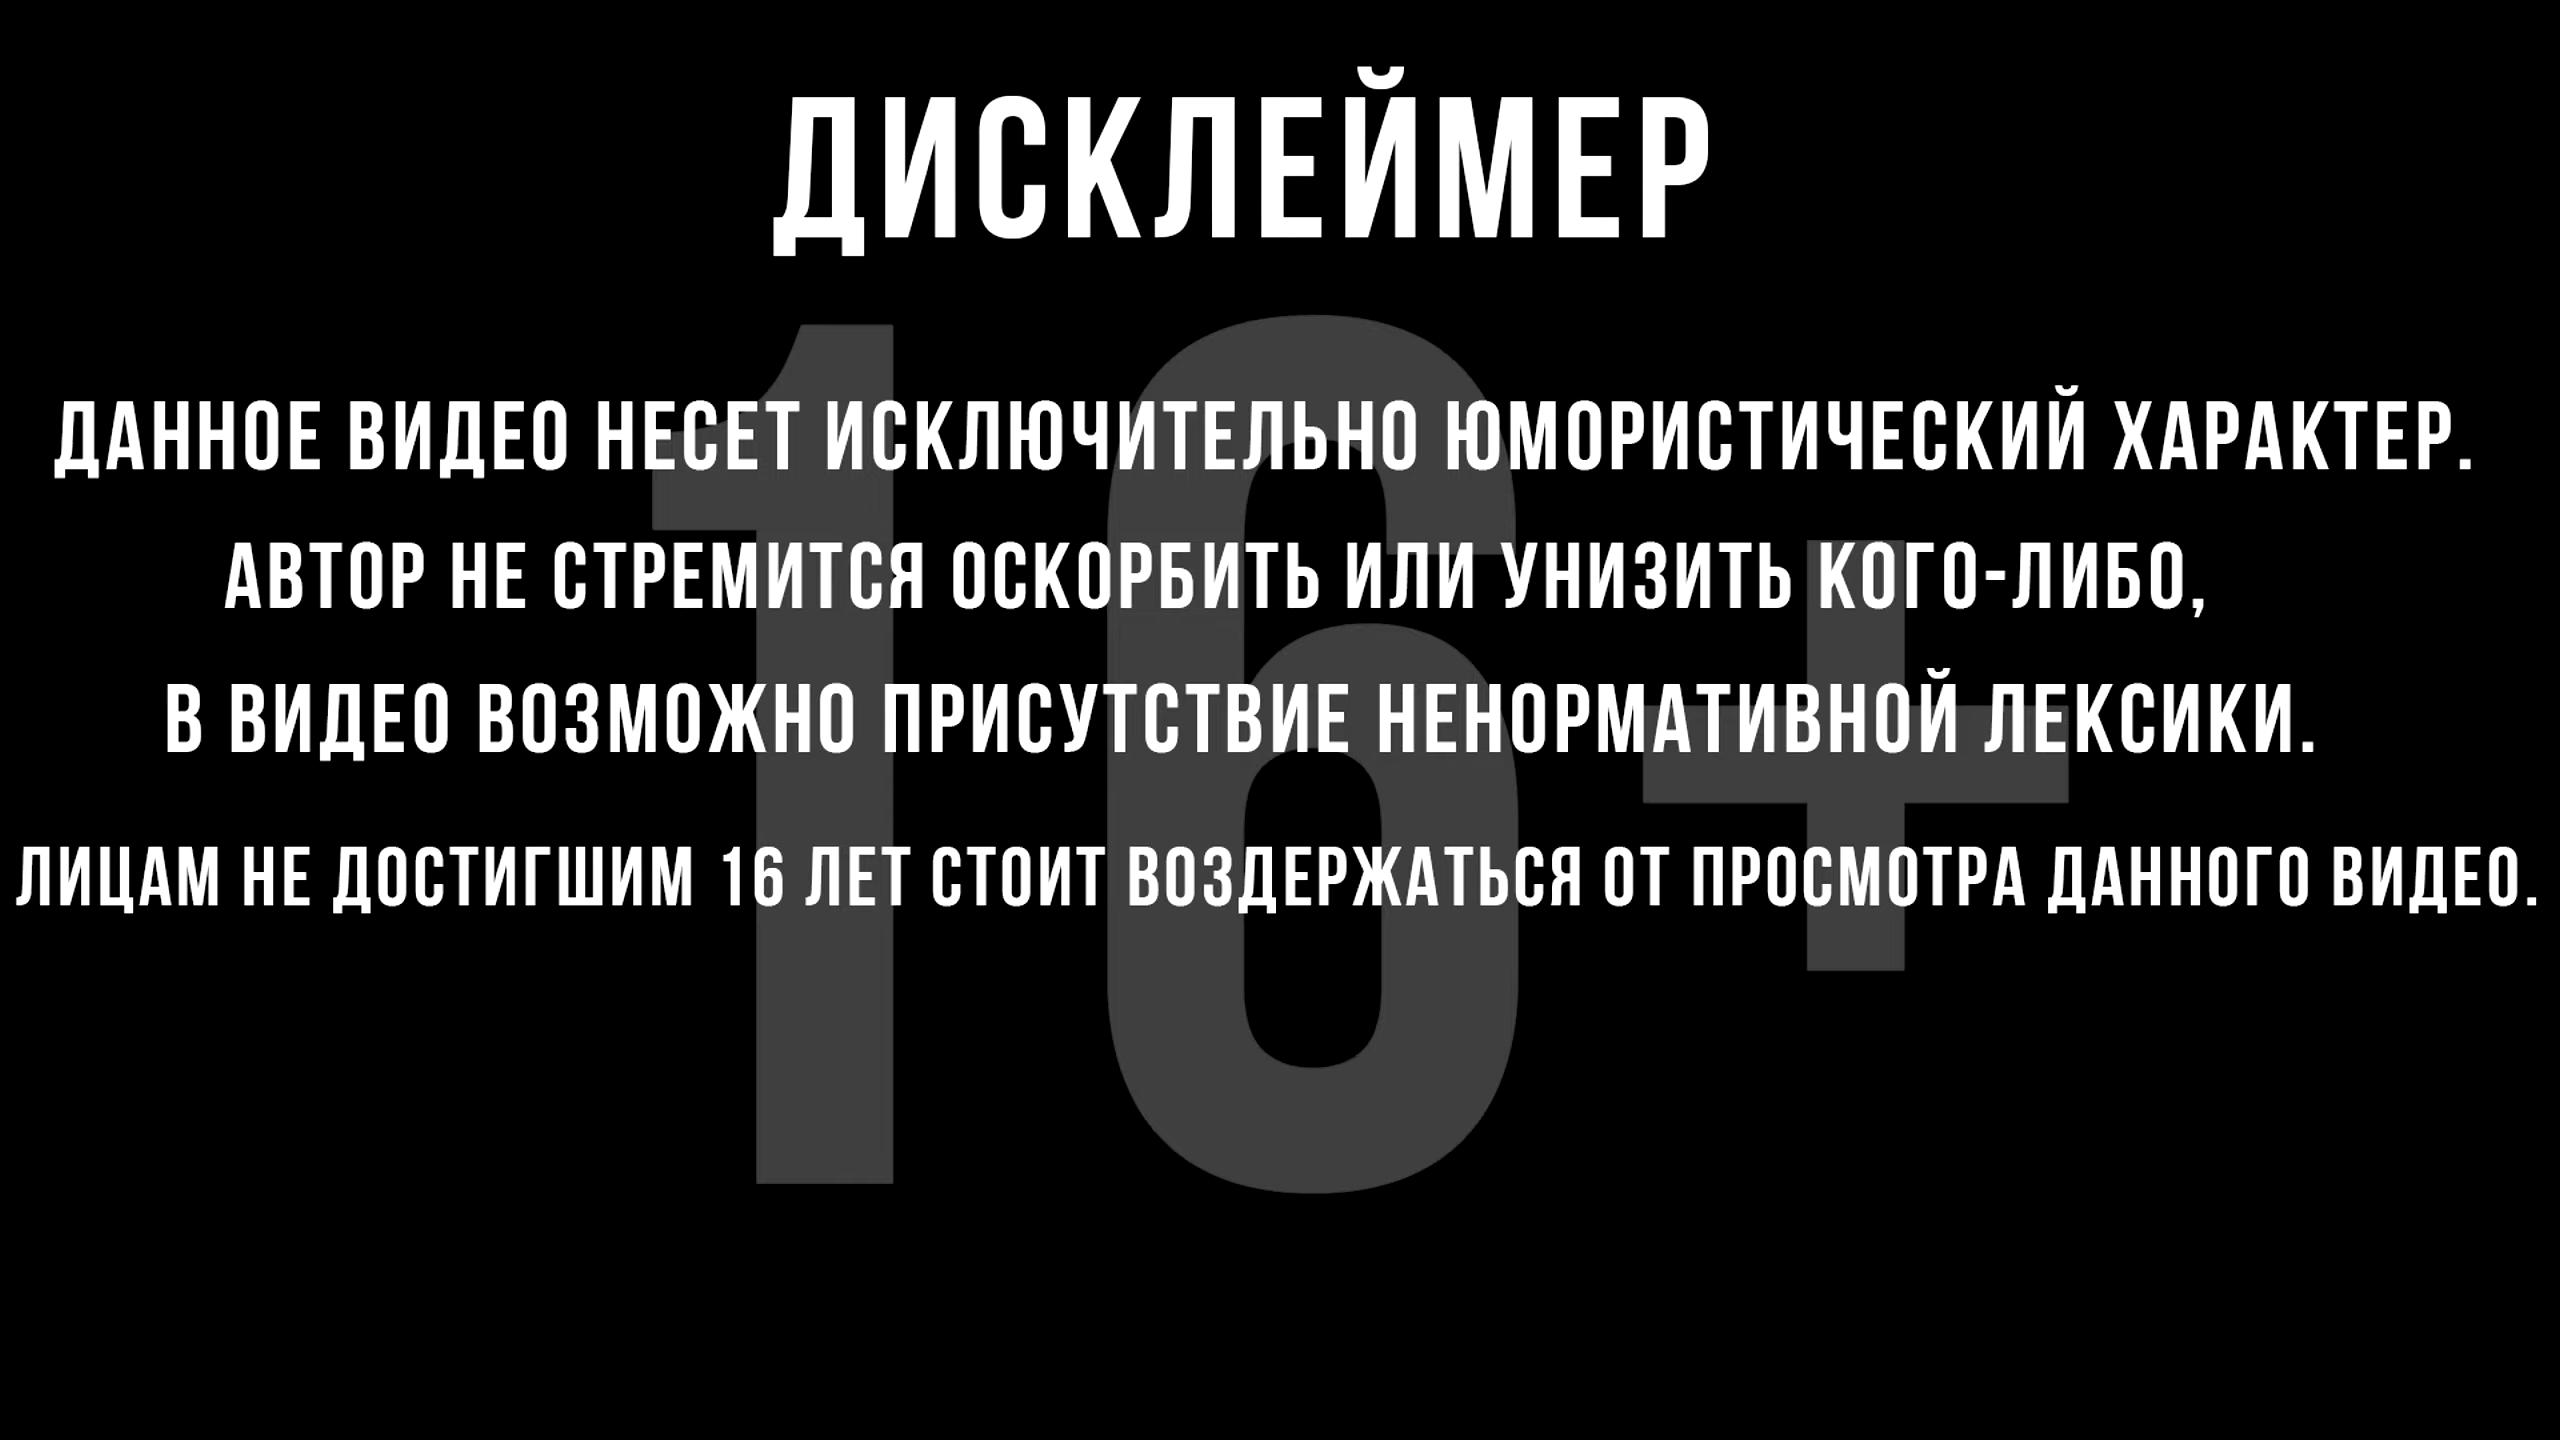 ДИСКЛЕЙМЕР
16+
ДАННОЕ ВИДЕО НЕСЕТ ИСКЛЮЧИТЕЛЬНО ЮМОРИСТИЧЕСКИЙ ХАРАКТЕР.
АВТОР НЕ СТРЕМИТСЯ ОСКОРБИТЬ ИЛИ УНИЗИТЬ КОГО-ЛИБО,
В ВИДЕО ВОЗМОЖНО ПРИСУТСТВИЕ НЕНОРМАТИВНОЙ ЛЕКСИКИ.
ЛИЦАМ НЕ ДОСТИГШИМ 16 ЛЕТ СТОИТ ВОЗДЕРЖАТЬСЯ ОТ ПРОСМОТРА ДАННОГО ВИДЕО.